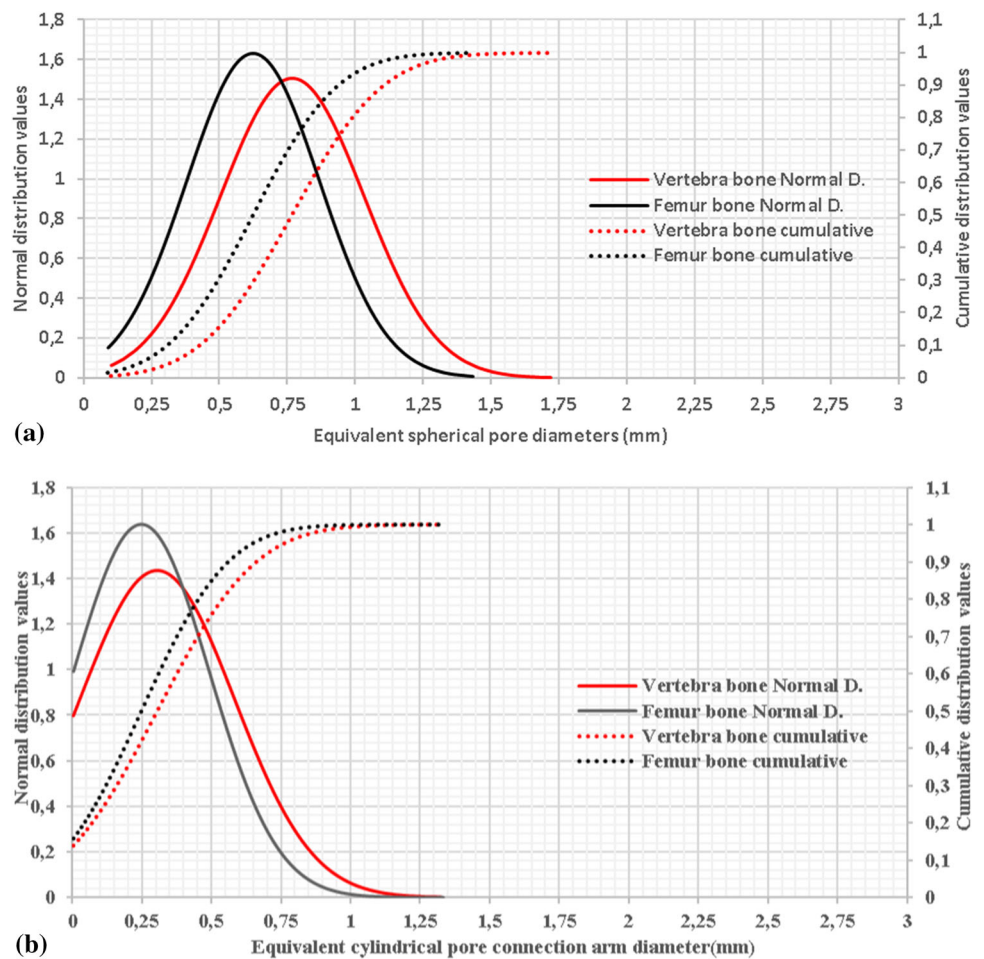 1,8
1,6
1,4
1,2
1
0,8
0,6
0,4
0,2
0
Normal distribution values
1,1
1
0,9
0,8
0,7
0,6
0,5
0,4
0,3
0,2
0,1
0
Cumulative distribution values
Vertebra bone Normal D.
Femur bone Normal D.
Vertebra bone cumulative
Femur bone cumulative
0 0,25 0,5 0,75 1 1,25 1,5 1,75 2 2,25 2,5 2,75 3
Equivalent spherical pore diameters (mm)
(a)
1,8
1,6
1,4
1,2
1
0,8
0,6
0,4
0,2
0
Normal distribution values
1,1
1
0,9
0,8
0,7
0,6
0,5
0,4
0,3
0,2
0,1
0
Cumulative distribution values
Vertebra bone Normal D.
Femur bone Normal D.
Vertebra bone cumulative
Femur bone cumulative
0 0,25 0,5 0,75 1 1,25 1,5 1,75 2 2,25 2,5 2,75 3
Equivalent cylindrical pore connection arm diameter(mm)
(b)